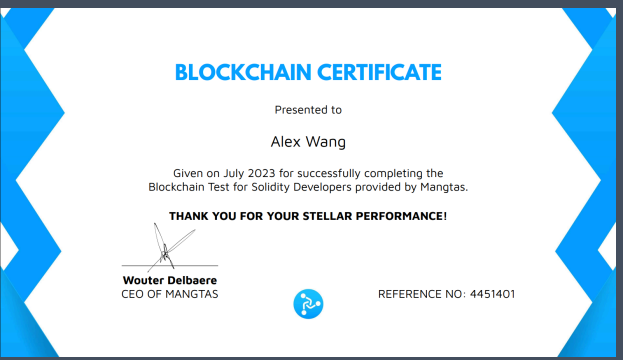 BLOCKCHAIN CERTIFICATE
Presented to
Alex Wang
Given on July 2023 for successfully completing the
Blockchain Test for Solidity Developers provided by Mangtas.
THANK YOU FOR YOUR STELLAR PERFORMANCE!
Wouter Delbaere
CEO OF MANGTAS
REFERENCE NO: 4451401